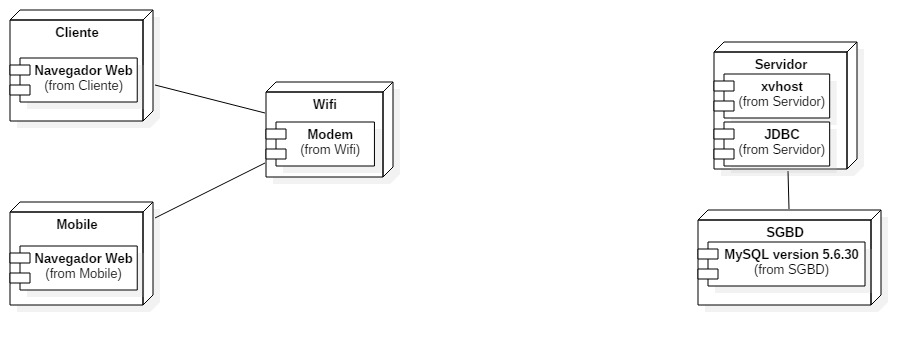 Cliente
Navegador Web
(from Cliente)
Wifi
Modem
(from Wifi)
Mobile
Navegador Web
(from Mobile)
Servidor
xvhost
(from Servidor)
JDBC
(from Servidor)
SGBD
MySQL version 5.6.30
(from SGBD)